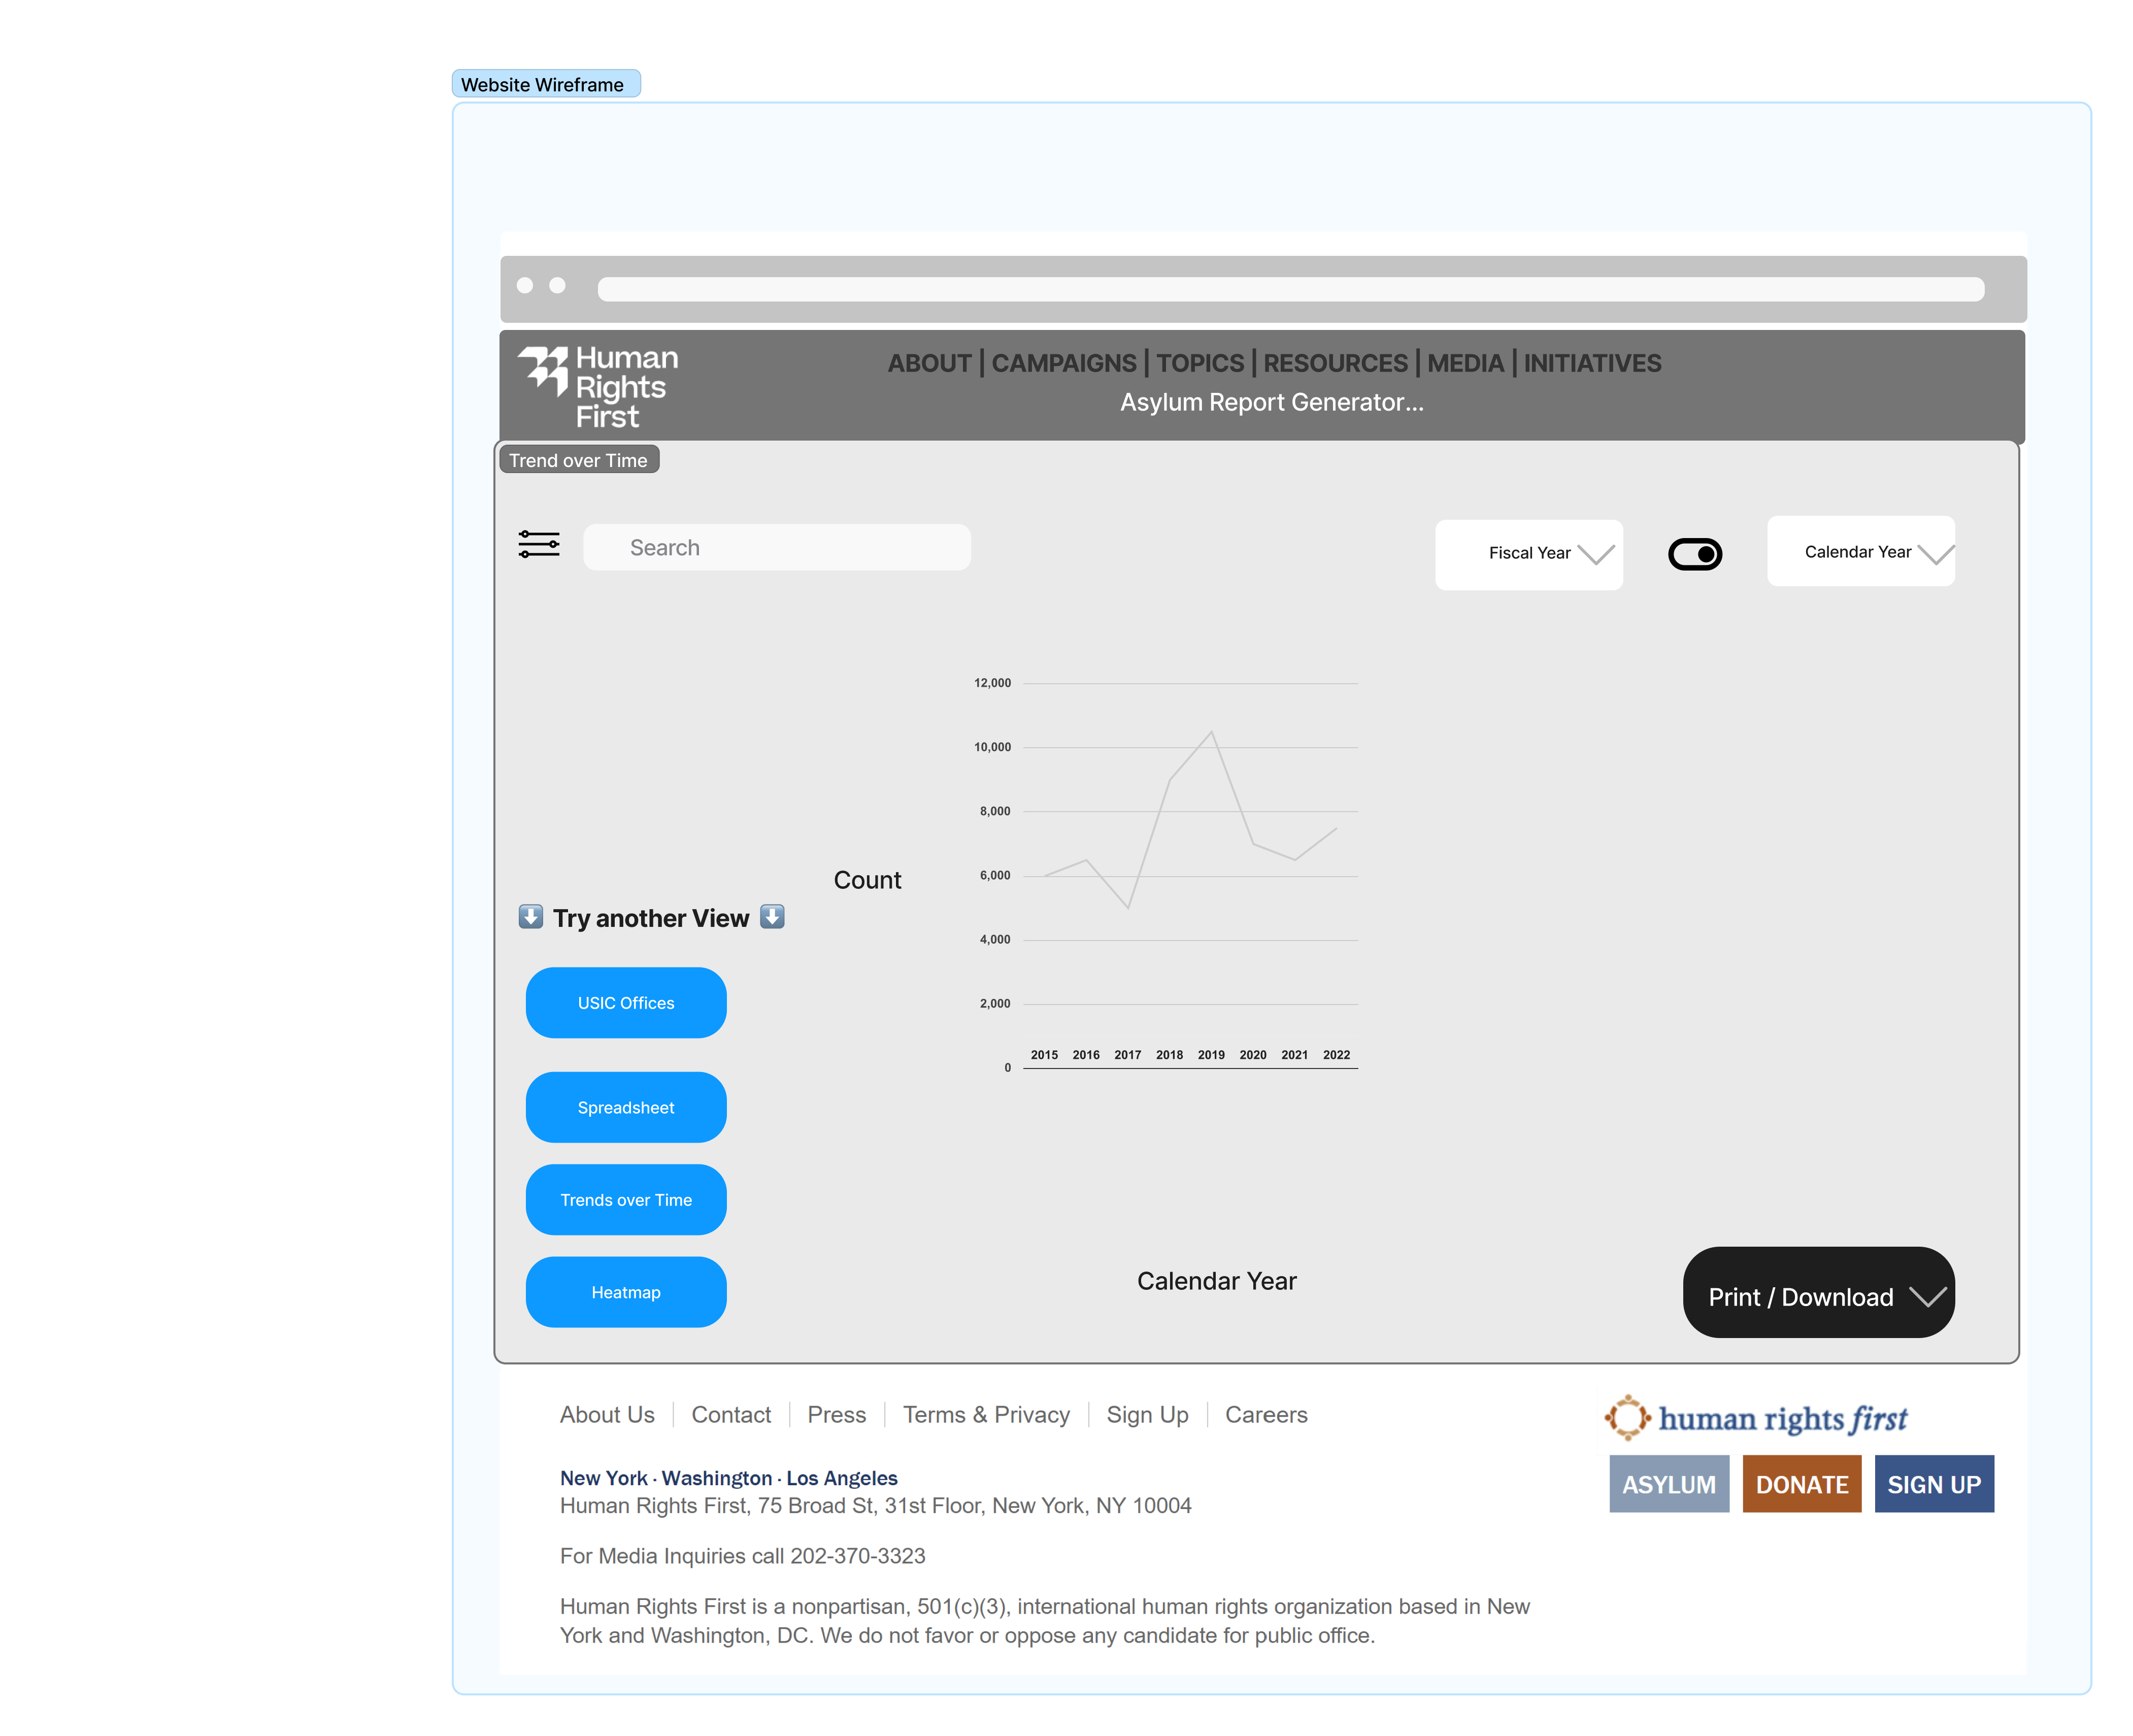 Website Wireframe
Human
Rights
First
ABOUT | CAMPAIGNS | TOPICS | RESOURCES | MEDIA | INITIATIVES
Asylum Report Generator...
Trend over Time
Search
Fiscal Year
Calendar Year
12,000
10,000
8,000
6,000
4,000
2,000
0
2015 2016 2017 2018 2019 2020 2021 2022
Count
Try another View
USIC Offices
Spreadsheet
Trends over Time
Heatmap
Calendar Year
Print / Download
About Us | Contact | Press | Terms & Privacy | Sign Up | Careers
New York · Washington · Los Angeles
Human Rights First, 75 Broad St, 31st Floor, New York, NY 10004
For Media Inquiries call 202-370-3323
Human Rights First is a nonpartisan, 501(c)(3), international human rights organization based in New
York and Washington, DC. We do not favor or oppose any candidate for public office.
human rights first
ASYLUM DONATE SIGN UP